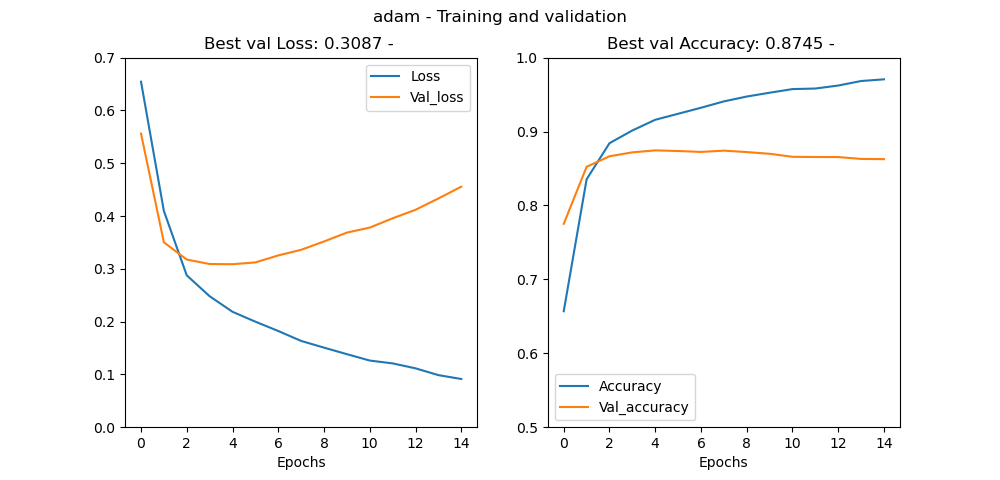 adam - Training and validation
Best val Loss: 0.3087 -
0.7
0.6
0.5
0.4
0.3
0.2
0.1
0.0
Loss
Val_loss
0 2 4 6 8 10 12 14
Epochs
Best val Accuracy: 0.8745 -
1.0
0.9
0.8
0.7
0.6
0.5
Accuracy
Val_accuracy
0 2 4 6 8 10 12 14
Epochs